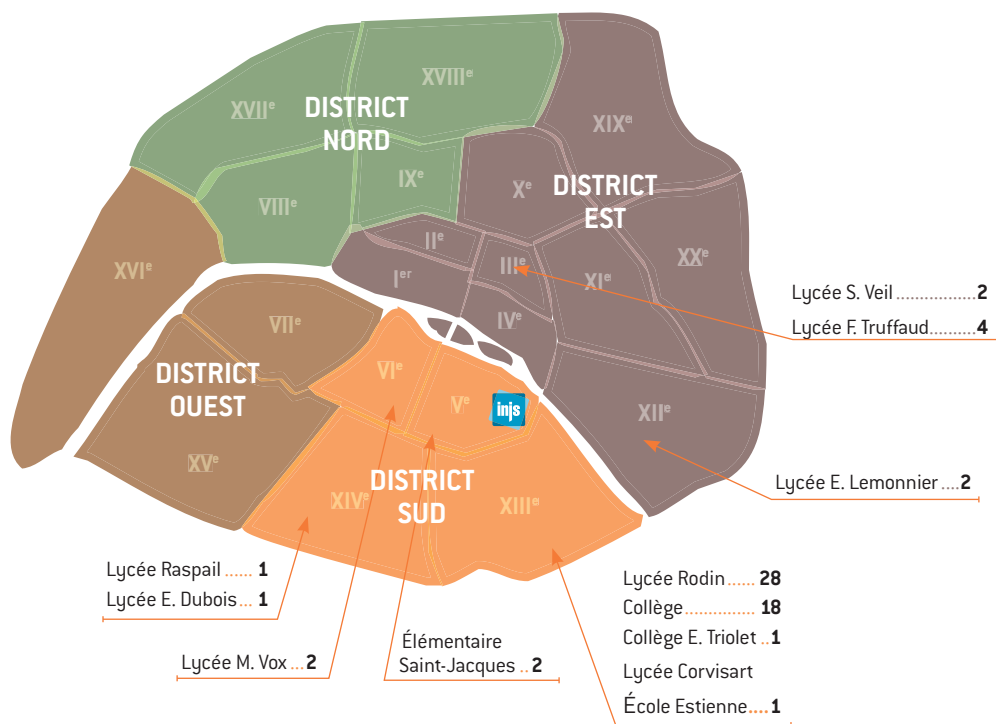 XVIIIe
XVIIe
DISTRICT
NORD
XIXe
IXe
Xe
DISTRICT
EST
VIIIe
IIe
IIIe
XXe
XVIe
Ier
XIe
Lycée S. Veil ................ 2
IVe
VIIe
Lycée F. Truffaud........ 4
DISTRICT
OUEST
VIe
Ve
injs
XIIe
XVe
DISTRICT
SUD
XIVe
XIIIe
Lycée E. Lemonnier .... 2
Lycée Raspail ...... 1
Lycée E. Dubois... 1
Lycée M. Vox ... 2
Élémentaire
Saint-Jacques .. 2
Lycée Rodin ...... 28
Collège .............. 18
Collège E. Triolet .. 1
Lycée Corvisart
École Estienne.... 1